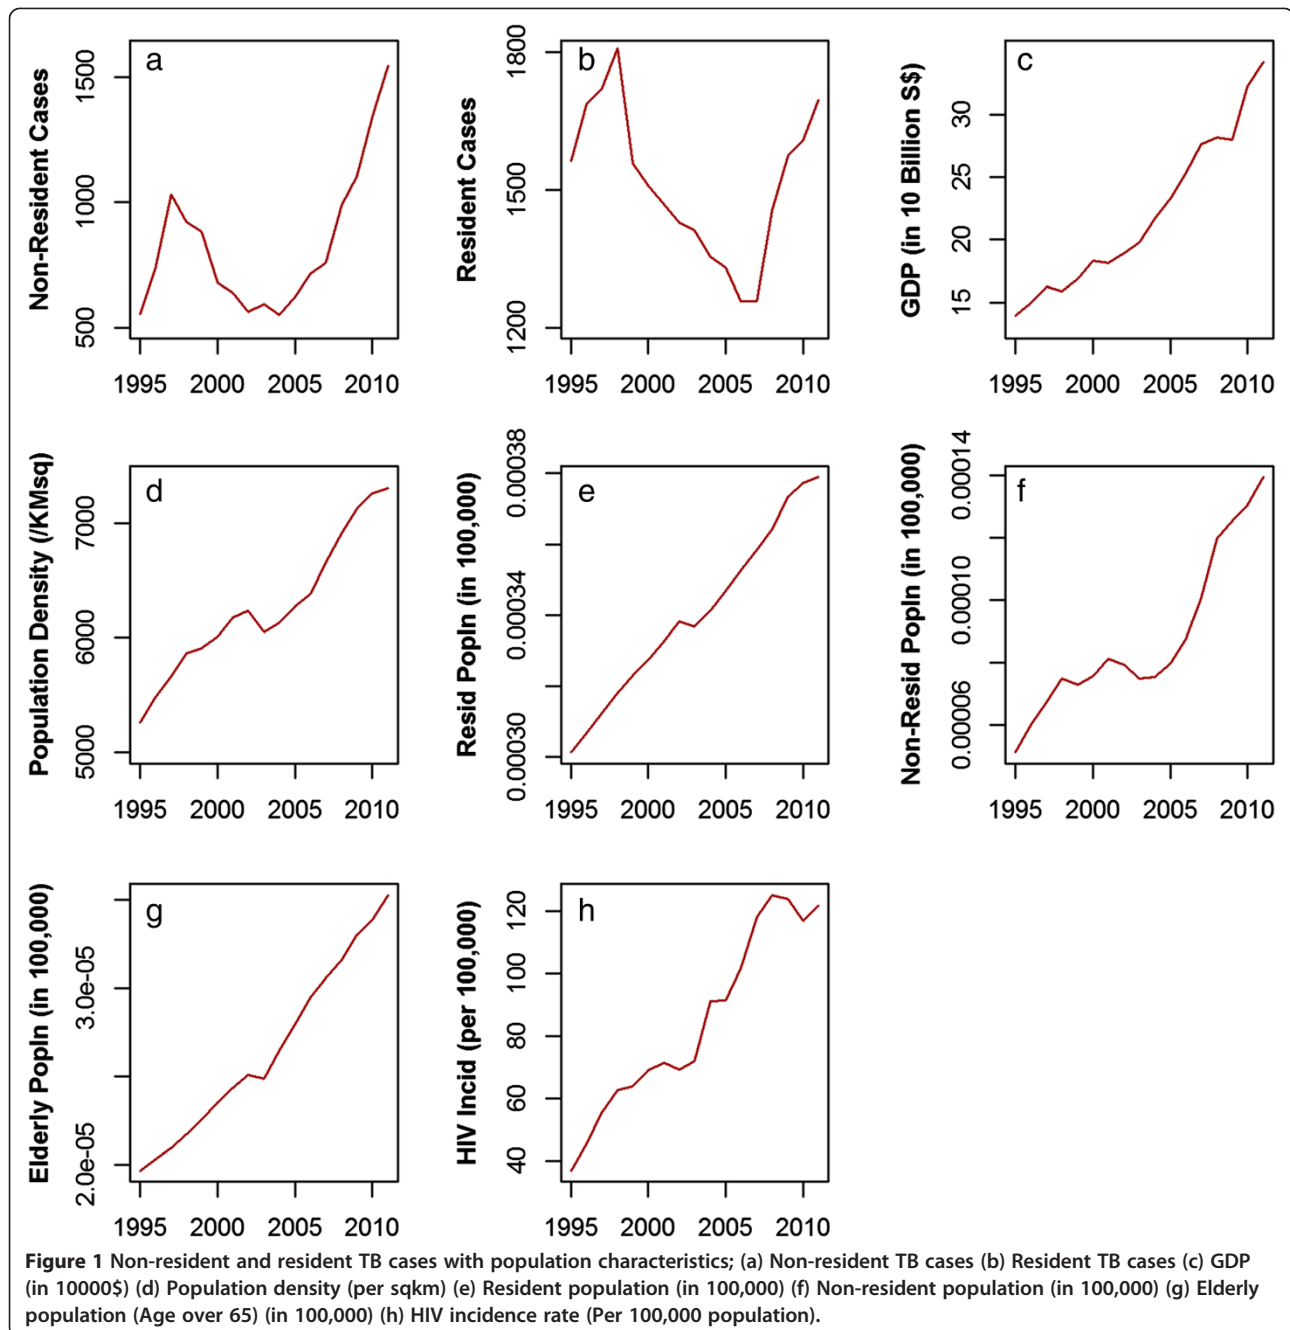 a
Non-Resident Cases
500 1000 1500
1995 2000 2005 2010
b
Resident Cases
1200 1500 1800
1995 2000 2005 2010
c
GDP (in 10 Billion S$)
15 20 25 30
1995 2000 2005 2010
d
Population Density (/KMsq)
5000 6000 7000
1995 2000 2005 2010
e
Resid Popln (in 100,000)
0.00030 0.00034 0.00038
1995 2000 2005 2010
f
Non-Resid Popln (in 100,000)
0.00006 0.00010 0.00014
1995 2000 2005 2010
g
Elderly Popln (in 100,000)
2.0e-05 3.0e-05
1995 2000 2005 2010
h
HIV Incid (per 100,000)
40 60 80 100 120
1995 2000 2005 2010
Figure 1 Non-resident and resident TB cases with population characteristics; (a) Non-resident TB cases (b) Resident TB cases (c) GDP
(in 10000$) (d) Population density (per sqkm) (e) Resident population (in 100,000) (f) Non-resident population (in 100,000) (g) Elderly
population (Age over 65) (in 100,000) (h) HIV incidence rate (Per 100,000 population).